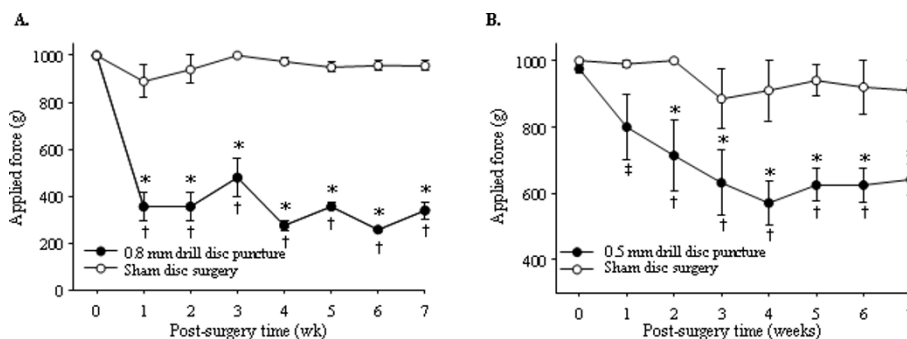 A.
Applied force (g)
1000
800
600
400
200
0
* * * * * * *
† † † † † † †
0.8 mm drill disc puncture
Sham disc surgery
0 1 2 3 4 5 6 7
Post-surgery time (wk)
B.
Applied force (g)
1000
800
600
400
* * * * *
‡ † † † † †
0.5 mm drill disc puncture
Sham disc surgery
0 1 2 3 4 5 6
Post-surgery time (weeks)